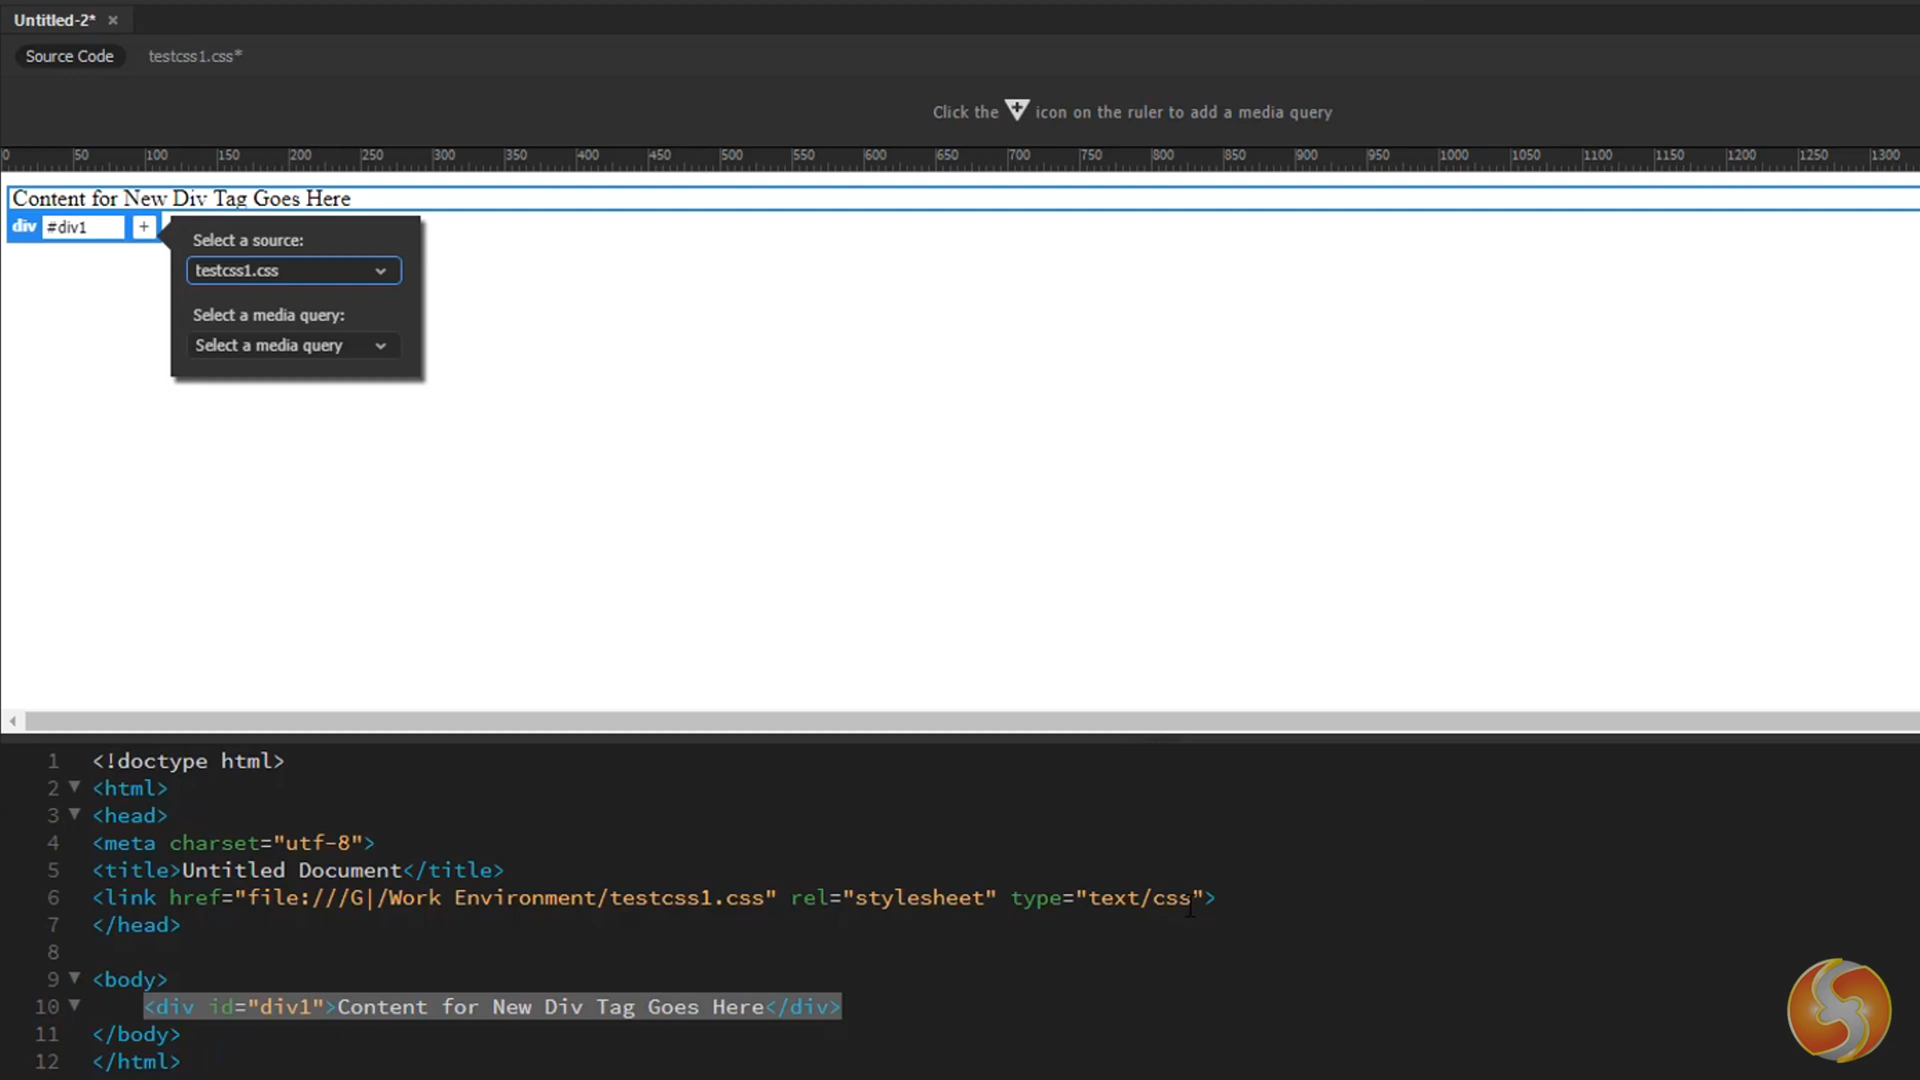 Untitled-2* ×
Source Code testcss1.css*
Click the icon on the ruler to add a media query
0 50 100 150 200 250 300 350 400 450 500 550 600 650 700 750 800 850 900 950 1000 1050 1100 1150 1200 1250 1300
Content for New Div Tag Goes Here
div #div1 +
Select a source:
testcss1.css
Select a media query:
Select a media query
1 <!doctype html>
2 <html>
3 <head>
4 <meta charset="utf-8">
5 <title>Untitled Document</title>
6 <link href="file:///G|/Work Environment/testcss1.css" rel="stylesheet" type="text/css">
7 </head>
8
9 <body>
10 <div id="div1">Content for New Div Tag Goes Here</div>
11 </body>
12 </html>